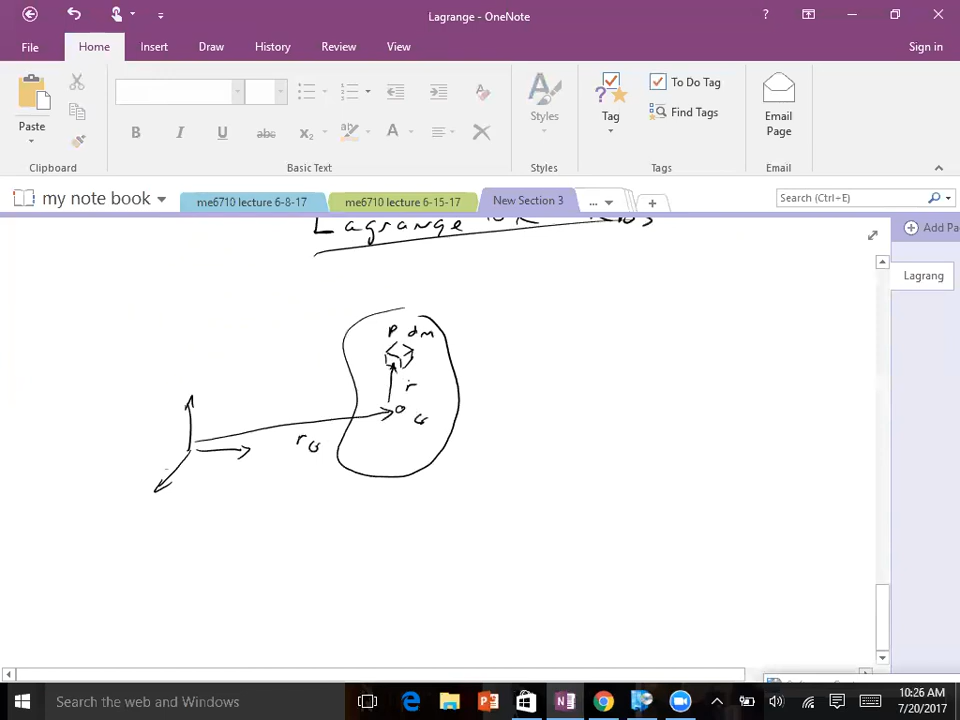 Lagrange - OneNote
?
File
Home
Insert
Draw
History
Review
View
Sign in
Paste
B
I
U
abc
x₂
A
Styles
Tag
To Do Tag
Find Tags
Email
Page
Clipboard
Basic Text
Styles
Tags
Email
my note book
me6710 lecture 6-8-17
me6710 lecture 6-15-17
New Section 3
...
Search (Ctrl+E)
Add Pa
Lagrange
Lagrang
P dm
r
G
r G
Search the web and Windows
10:26 AM
7/20/2017